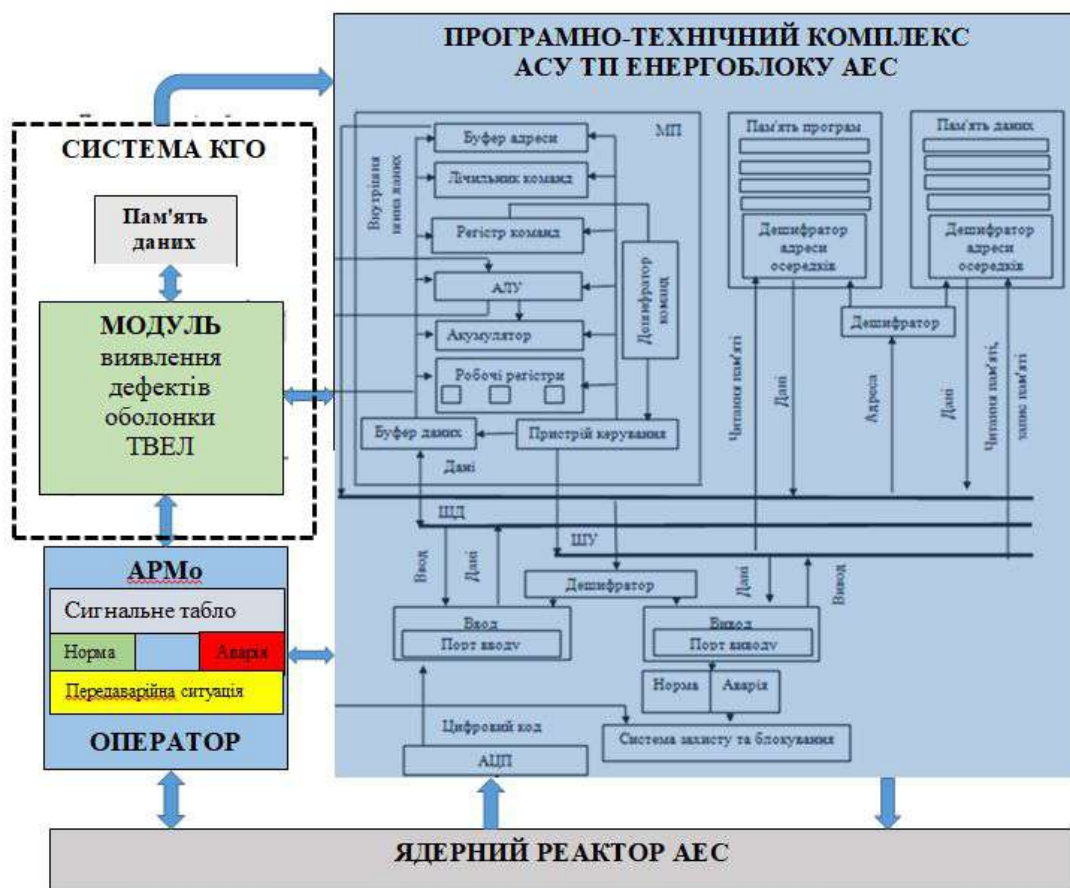 ПРОГРАМНО-ТЕХНІЧНИЙ КОМПЛЕКС
АСУ ТП ЕНЕРГОБЛОКУ АЕС
СИСТЕМА КГО
Пам'ять
даних
МОДУЛЬ
виявлення
дефектів
оболонки
ТВЕЛ
АРМо
Сигнальне табло
Норма
Аварія
Передаварійна ситуація
ОПЕРАТОР
МП
Внутрішня
шина даних
Буфер адреси
Лічильник команд
Регістр команд
АЛУ
Акумулятор
Робочі регістри
Дешифратор
команд
Буфер даних
Пристрій керування
Дані
Пам'ять програм
Дешифратор
адреси
осередків
Пам'ять даних
Дешифратор
адреси
осередків
Дешифратор
Читання пам'яті
Дані
Адреса
Дані
Читання пам'яті,
запис пам'яті
ШД
ШУ
Ввод
Дані
Дешифратор
Дані
Вивод
Ввод
Порт вводу
Вивод
Порт виводу
Норма
Аварія
Цифровий код
Система захисту та блокування
АЦП
ЯДЕРНИЙ РЕАКТОР АЕС